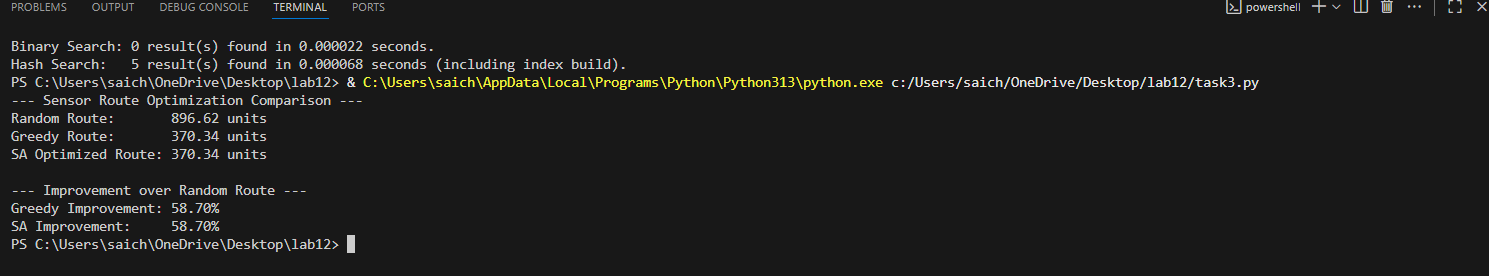 PROBLEMS OUTPUT DEBUG CONSOLE TERMINAL PORTS powershell
Binary Search: 0 result(s) found in 0.000022 seconds.
Hash Search:   5 result(s) found in 0.000068 seconds (including index build).
PS C:\Users\saich\OneDrive\Desktop\lab12> & C:\Users\saich\AppData\Local\Programs\Python\Python313\python.exe c:/Users/saich/OneDrive/Desktop/lab12/task3.py
--- Sensor Route Optimization Comparison ---
Random Route:       896.62 units
Greedy Route:       370.34 units
SA Optimized Route: 370.34 units
--- Improvement over Random Route ---
Greedy Improvement: 58.70%
SA Improvement:     58.70%
PS C:\Users\saich\OneDrive\Desktop\lab12>